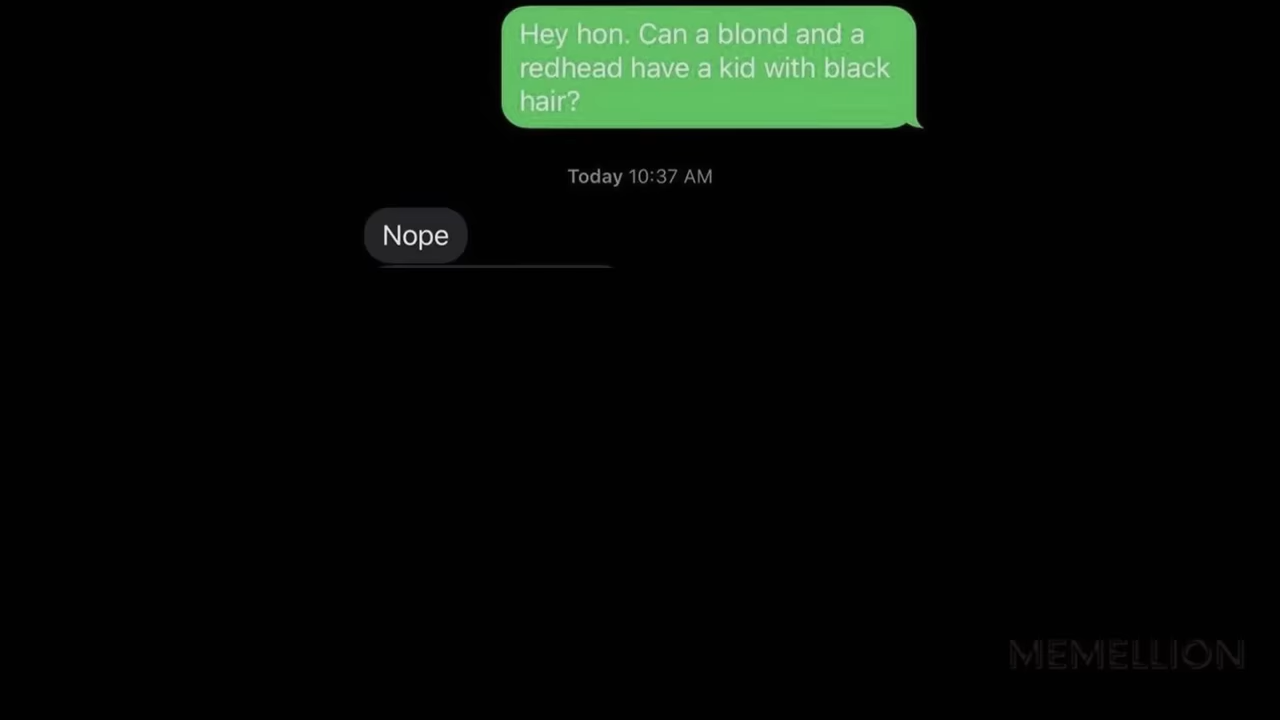 Hey hon. Can a blond and a
redhead have a kid with black
hair?
Today 10:37 AM
Nope
MEMELLION